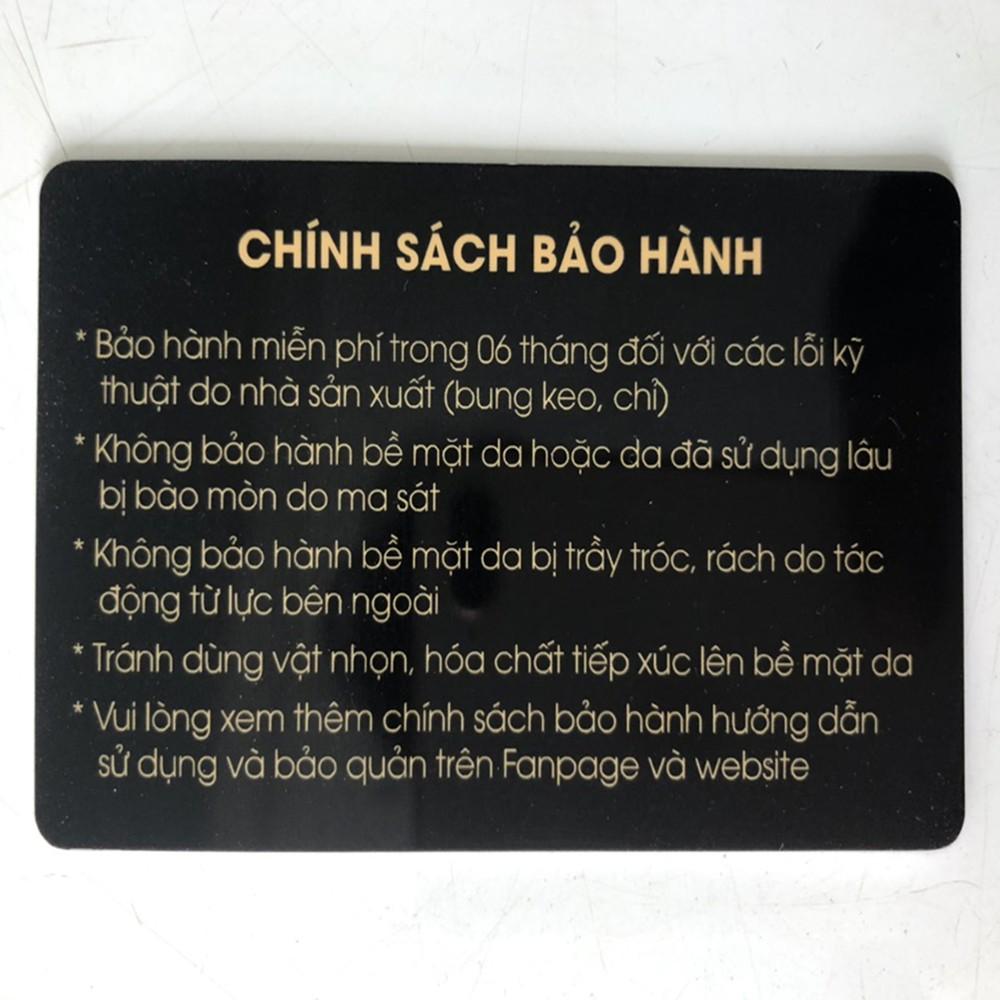 CHÍNH SÁCH BẢO HÀNH
* Bảo hành miễn phí trong 06 tháng đối với các lỗi kỹ
thuật do nhà sản xuất (bung keo, chỉ)
* Không bảo hành bề mặt da hoặc da đã sử dụng lâu
bị bào mòn do ma sát
* Không bảo hành bề mặt da bị trầy tróc, rách do tác
động từ lực bên ngoài
* Tránh dùng vật nhọn, hóa chất tiếp xúc lên bề mặt da
* Vui lòng xem thêm chính sách bảo hành hướng dẫn
sử dụng và bảo quản trên Fanpage và website